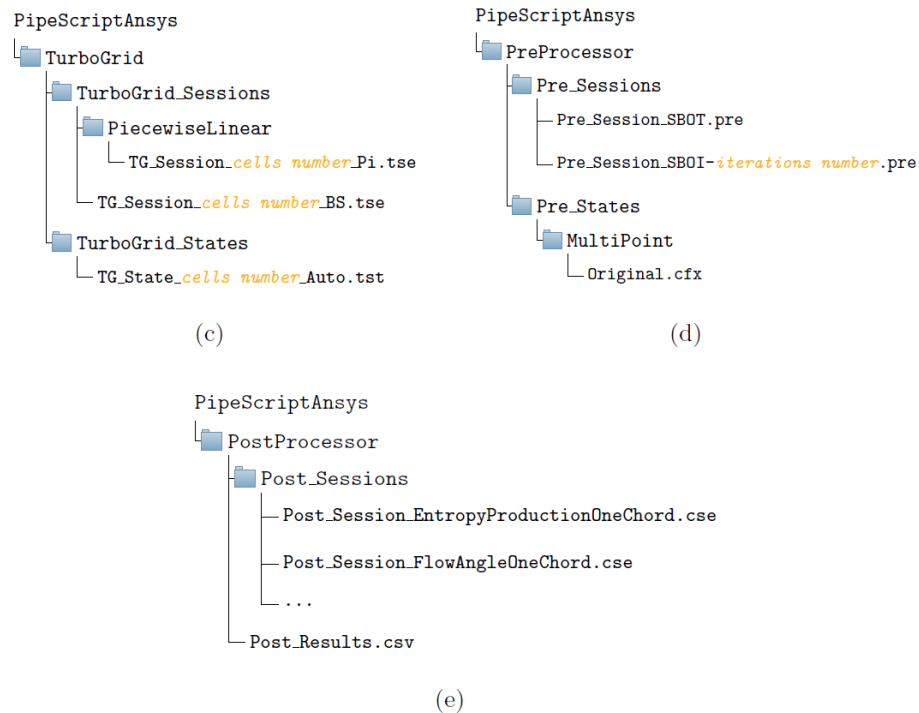 PipeScriptAnsys
TurboGrid
TurboGrid_Sessions
PiecewiseLinear
TG_Session_cells number_Pi.tse
TG_Session_cells number_BS.tse
TurboGrid_States
TG_State_cells number_Auto.tst
(c)
PipeScriptAnsys
PreProcessor
Pre_Sessions
Pre_Session_SBOT.pre
Pre_Session_SBOI-iterations number.pre
Pre_States
MultiPoint
Original.cfx
(d)
PipeScriptAnsys
PostProcessor
Post_Sessions
Post_Session_EntropyProductionOneChord.cse
Post_Session_FlowAngleOneChord.cse
...
Post_Results.csv
(e)